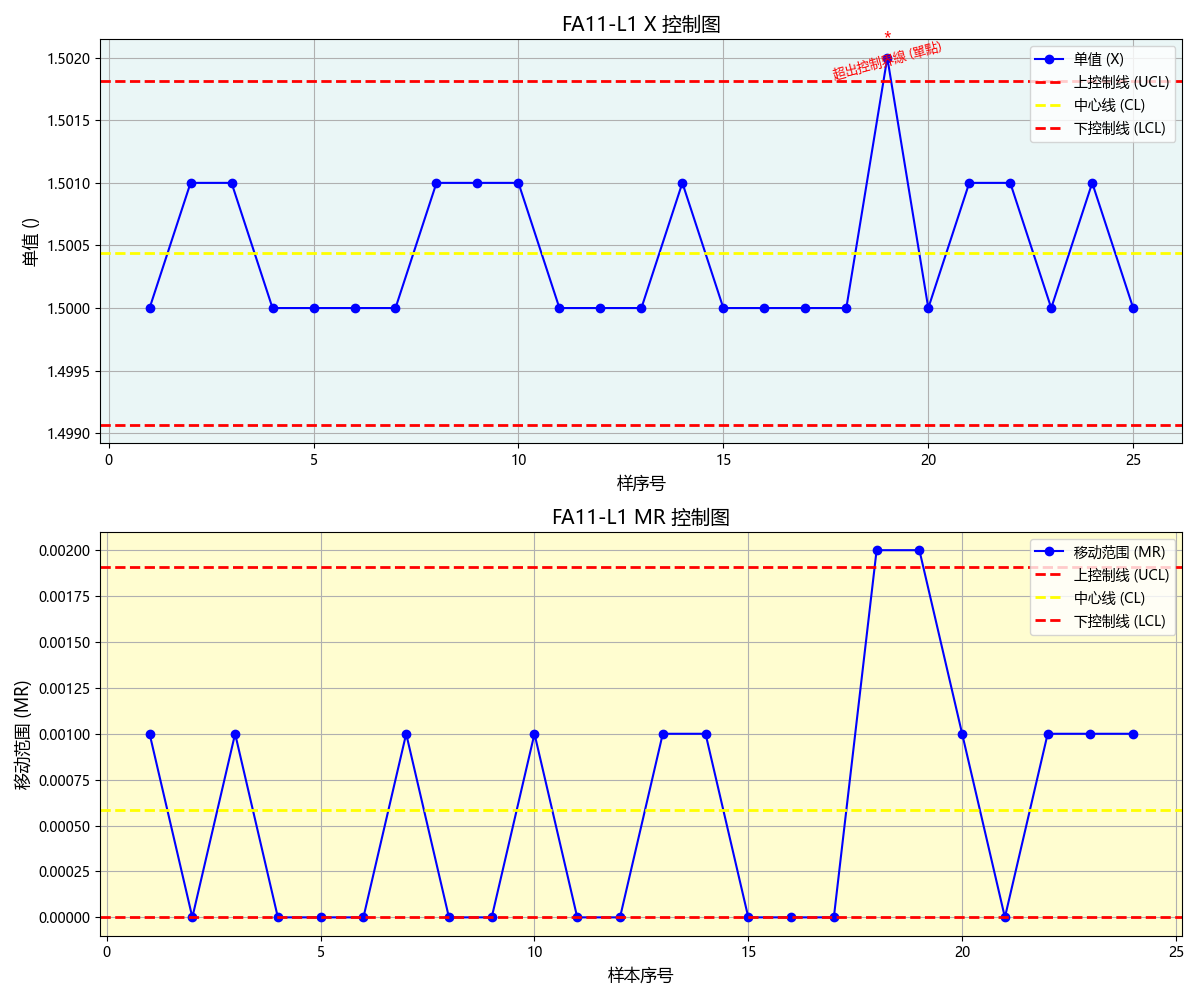 FA11-L1 X 控制图
*
超出控制界線 (單點)
单值 (X)
上控制线 (UCL)
中心线 (CL)
下控制线 (LCL)
单值 ()
1.5020
1.5015
1.5010
1.5005
1.5000
1.4995
1.4990
0 5 10 15 20 25
样序号
FA11-L1 MR 控制图
移动范围 (MR)
上控制线 (UCL)
中心线 (CL)
下控制线 (LCL)
移动范围 (MR)
0.00200
0.00175
0.00150
0.00125
0.00100
0.00075
0.00050
0.00025
0.00000
0 5 10 15 20 25
样本序号